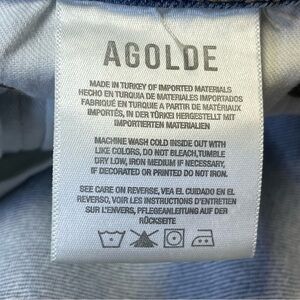 AGOLDE
MADE IN TURKEY OF IMPORTED MATERIALS
HECHO EN TURQUIA DE MATERIALES IMPORTADOS
FABRIQUÉ EN TURQUIE A PARTIR DE MATÉRIAUX
IMPORTÉS, IN DER TÜRKEI HERGESTELLT MIT
IMPORTIERTEN MATERIALIEN
MACHINE WASH COLD INSIDE OUT WITH
LIKE COLORS, DO NOT BLEACH,TUMBLE
DRY LOW, IRON MEDIUM IF NECESSARY,
IF DECORATED OR PRINTED DO NOT IRON.
SEE CARE ON REVERSE, VEA EL CUIDADO EN EL
REVERSO, VOIR LES INSTRUCTIONS D'ENTRETIEN
SUR L'ENVERS, PFLEGEANLEITUNG AUF DER
RÜCKSEITE